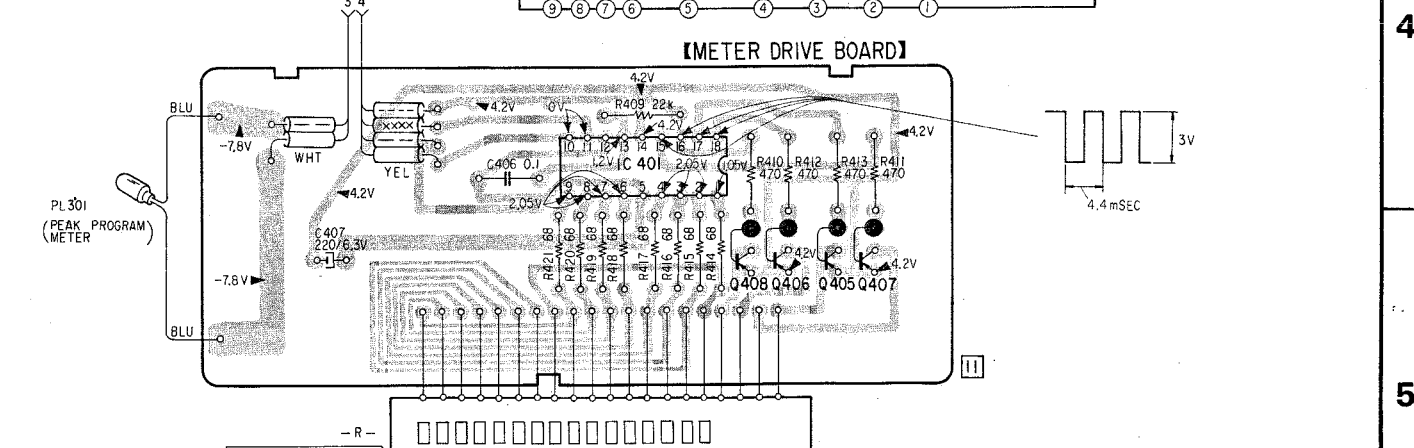 3 4
9 8 7 6 5 4 3 2 1
4
【METER DRIVE BOARD】
BLU
-7.8V
WHT
YEL
4.2V
0V
4.2V
R409 22k
4.2V
4.2V
3V
4.4mSEC
10 11 12 13 14 15 16 17 18
1.2V
IC 401
2.05V
1.05V
C406 0.1
9 8 7 6 5 4 3 2 1
2.05V
R410 470
R412 470
R413 470
R411 470
4.2V
PL301
(PEAK PROGRAM METER)
C407
220/6.3V
-7.8V
R421 68
R420 68
R419 68
R418 68
R417 68
R416 68
R415 68
R414 68
4.2V
4.2V
Q408 Q406 Q405 Q407
BLU
11
5
-R-